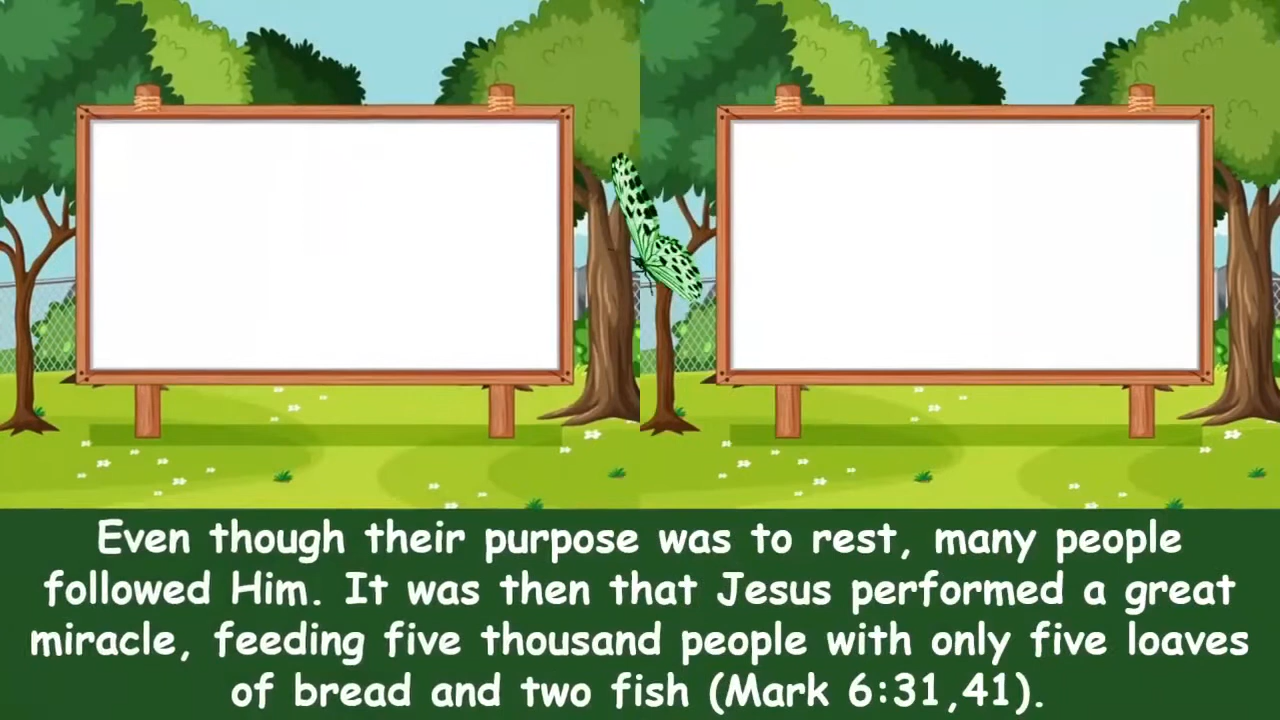 Even though their purpose was to rest, many people
followed Him. It was then that Jesus performed a great
miracle, feeding five thousand people with only five loaves
of bread and two fish (Mark 6:31,41).